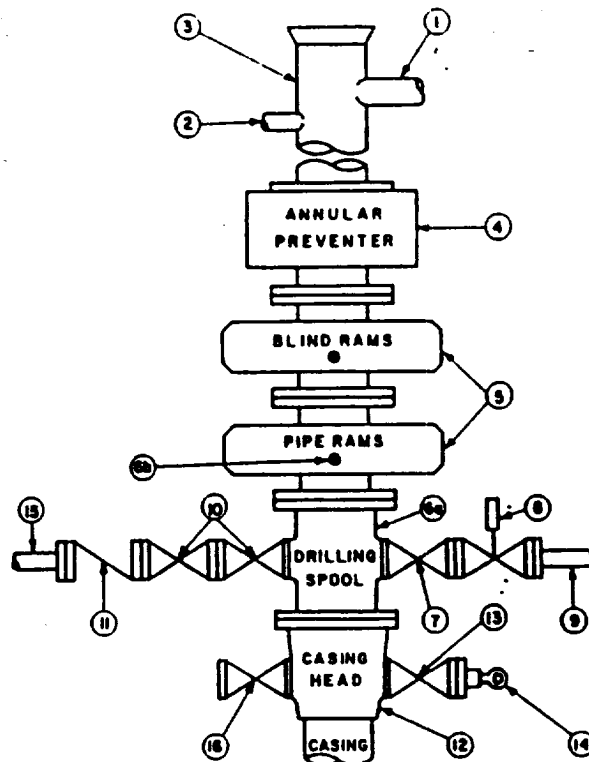 1
3
2
ANNULAR
PREVENTER
4
BLIND RAMS
5
PIPE RAMS
6b
6a
8
15
10
DRILLING
SPOOL
11
7
9
13
CASING
HEAD
16
12
14
CASING